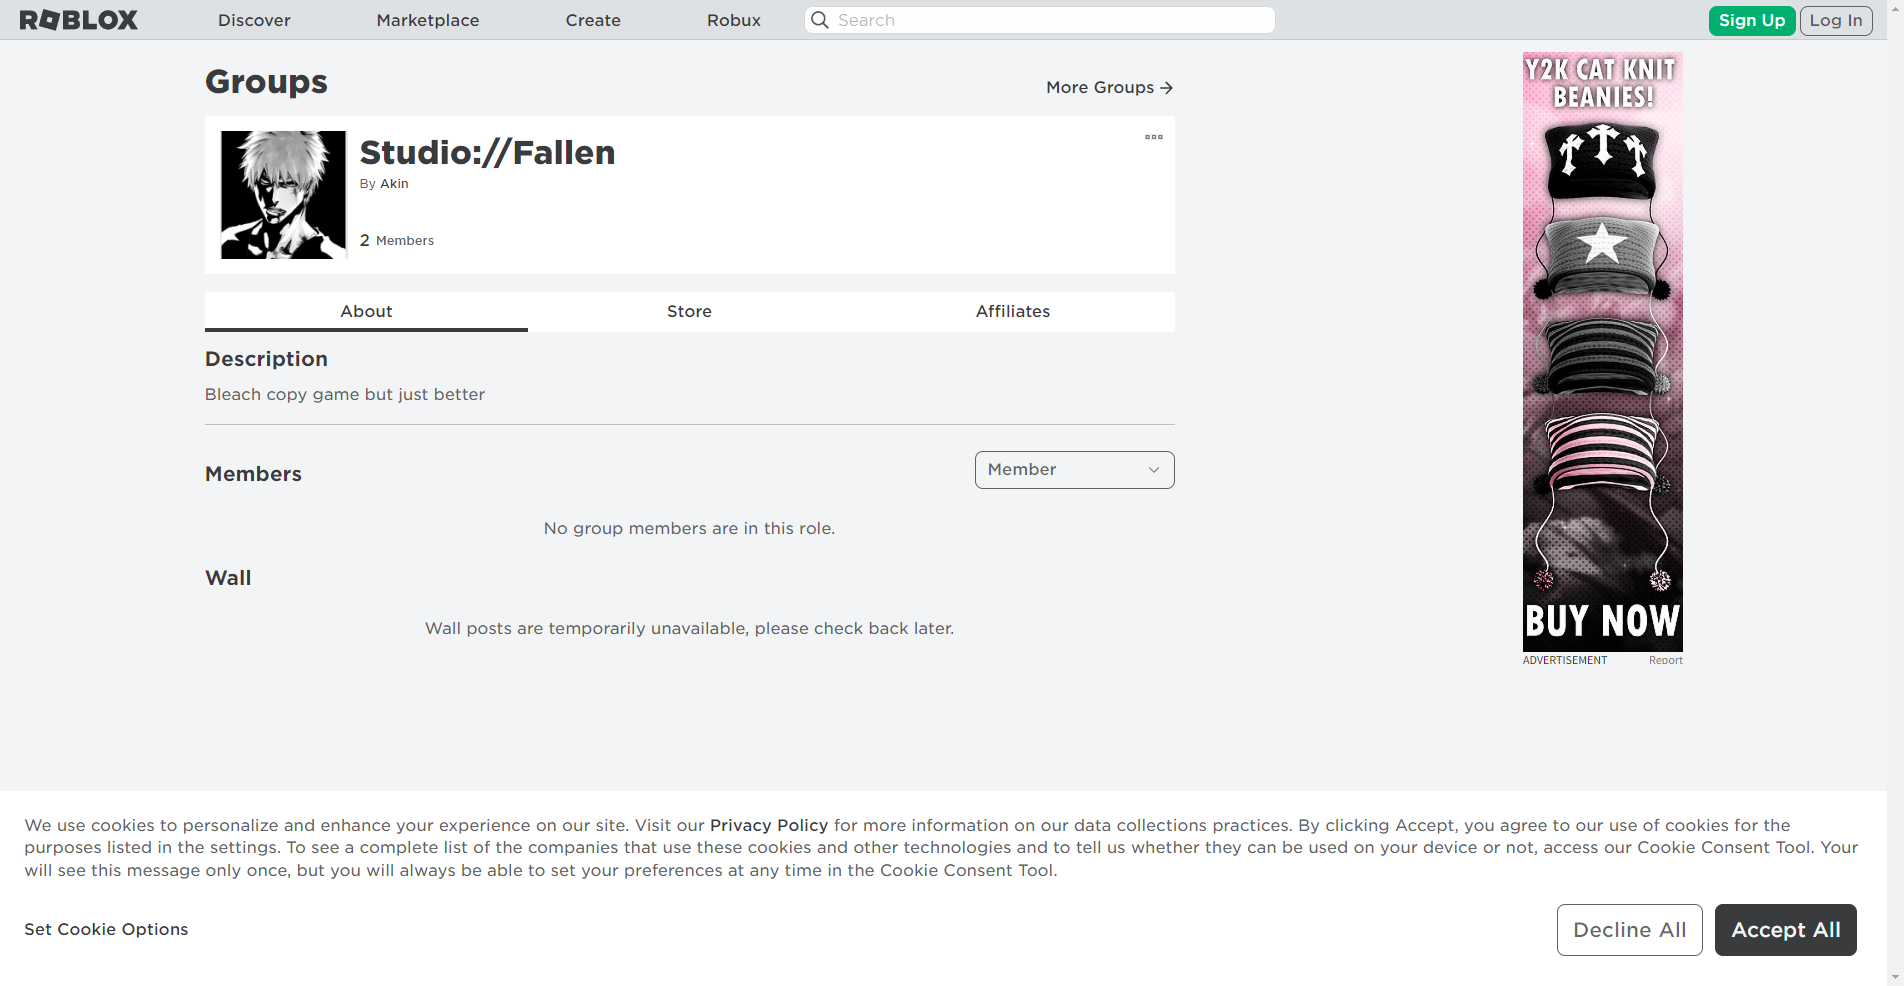 ROBLOX
Discover
Marketplace
Create
Robux
Search
Sign Up
Log In
Groups
More Groups
Studio://Fallen
By Akin
2 Members
About
Store
Affiliates
Description
Bleach copy game but just better
Members
Member
No group members are in this role.
Wall
Wall posts are temporarily unavailable, please check back later.
Y2K CAT KNIT
BEANIES!
BUY NOW
ADVERTISEMENT
Report
We use cookies to personalize and enhance your experience on our site. Visit our Privacy Policy for more information on our data collections practices. By clicking Accept, you agree to our use of cookies for the
purposes listed in the settings. To see a complete list of the companies that use these cookies and other technologies and to tell us whether they can be used on your device or not, access our Cookie Consent Tool. Your
will see this message only once, but you will always be able to set your preferences at any time in the Cookie Consent Tool.
Set Cookie Options
Decline All
Accept All